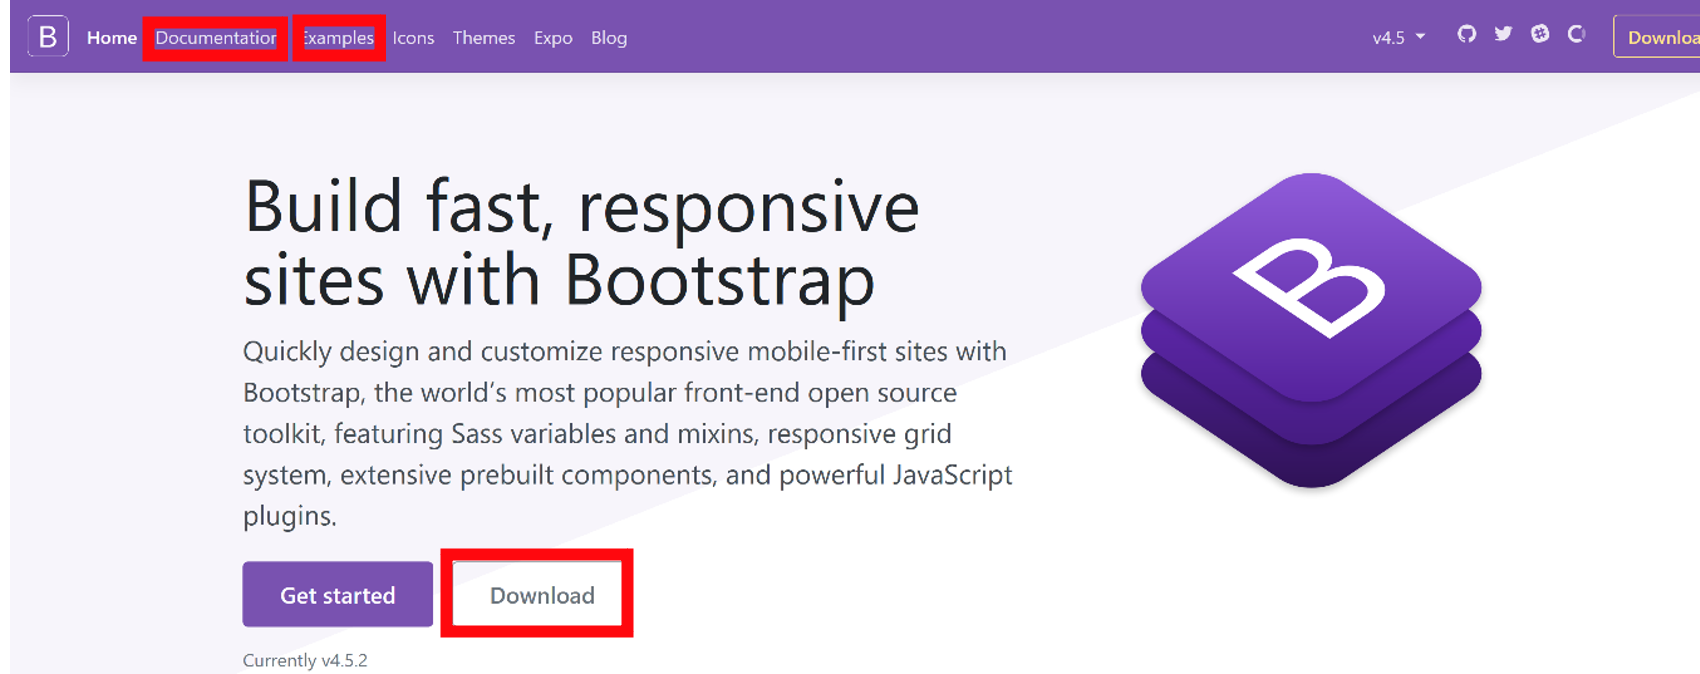 B Home Documentation Examples Icons Themes Expo Blog v4.5 Downloa
Build fast, responsive
sites with Bootstrap
B
Quickly design and customize responsive mobile-first sites with
Bootstrap, the world’s most popular front-end open source
toolkit, featuring Sass variables and mixins, responsive grid
system, extensive prebuilt components, and powerful JavaScript
plugins.
Get started Download
Currently v4.5.2